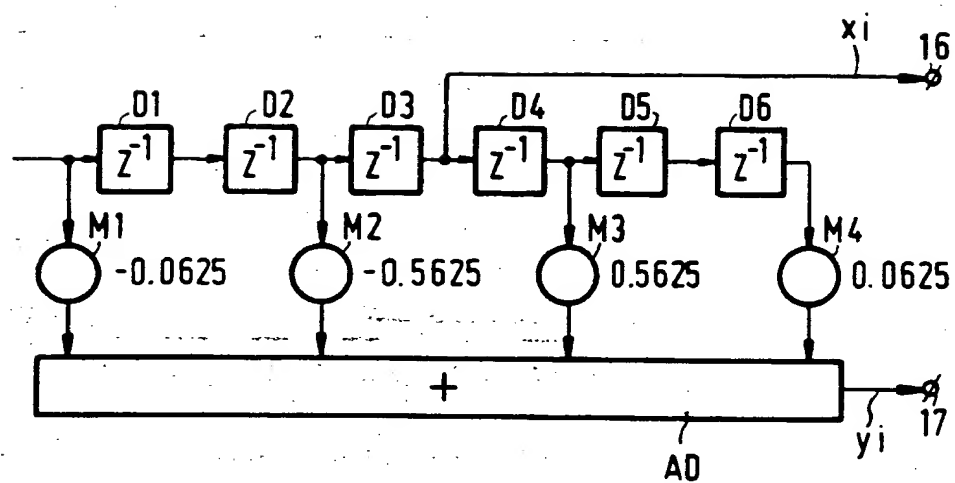 xi
16
D1
D2
D3
D4
D5
D6
z⁻¹
z⁻¹
z⁻¹
z⁻¹
z⁻¹
z⁻¹
M1
-0.0625
M2
-0.5625
M3
0.5625
M4
0.0625
+
yi
17
AD